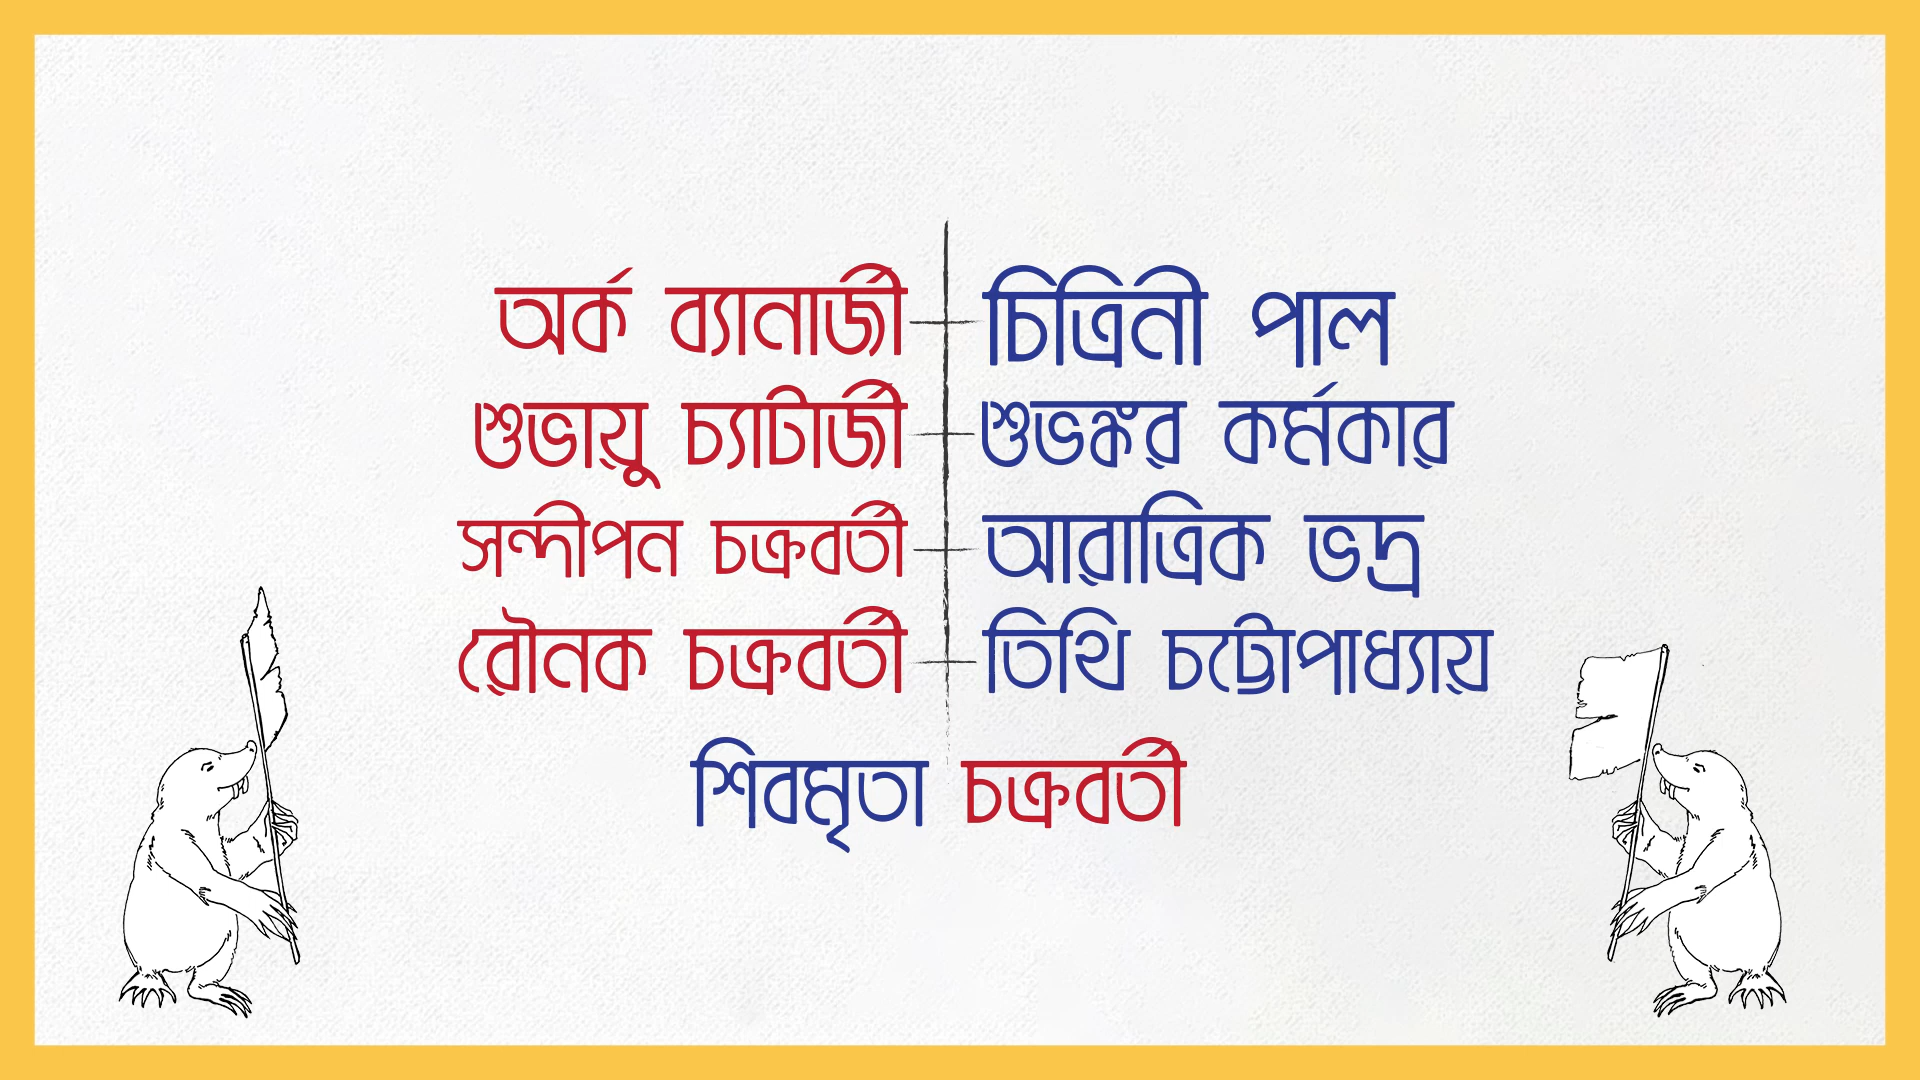 অর্ক ব্যানার্জী চিত্রিনী পাল
শুভায়ু চ্যাটার্জী শুভঙ্কর কর্মকার
সন্দীপন চক্রবর্তী আরাত্রিক ভদ্র
রৌনক চক্রবর্তী তিথি চট্টোপাধ্যায়
শিবমৃতা চক্রবর্তী